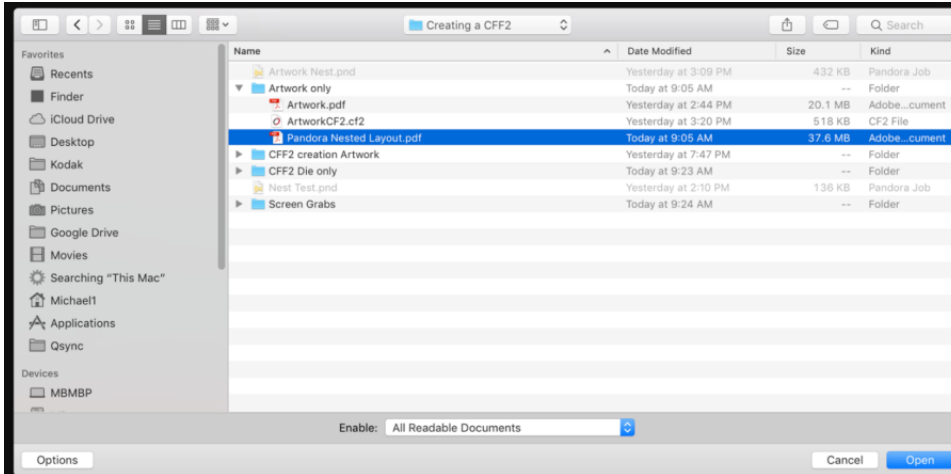 Creating a CFF2
Search
Favorites
Recents
Finder
iCloud Drive
Desktop
Kodak
Documents
Pictures
Google Drive
Movies
Searching "This Mac"
Michael1
Applications
Qsync
Devices
MBMBP
Name Date Modified Size Kind
Artwork Nest.pnd Yesterday at 3:09 PM 432 KB Pandora Job
Artwork only Today at 9:05 AM -- Folder
Artwork.pdf Yesterday at 2:44 PM 20.1 MB Adobe...cument
ArtworkCF2.cf2 Yesterday at 3:20 PM 518 KB CF2 File
Pandora Nested Layout.pdf Today at 9:05 AM 37.6 MB Adobe...cument
CFF2 creation Artwork Yesterday at 7:47 PM -- Folder
CFF2 Die only Today at 9:23 AM -- Folder
Nest Test.pnd Yesterday at 2:10 PM 136 KB Pandora Job
Screen Grabs Today at 9:24 AM -- Folder
Enable: All Readable Documents
Options Cancel Open